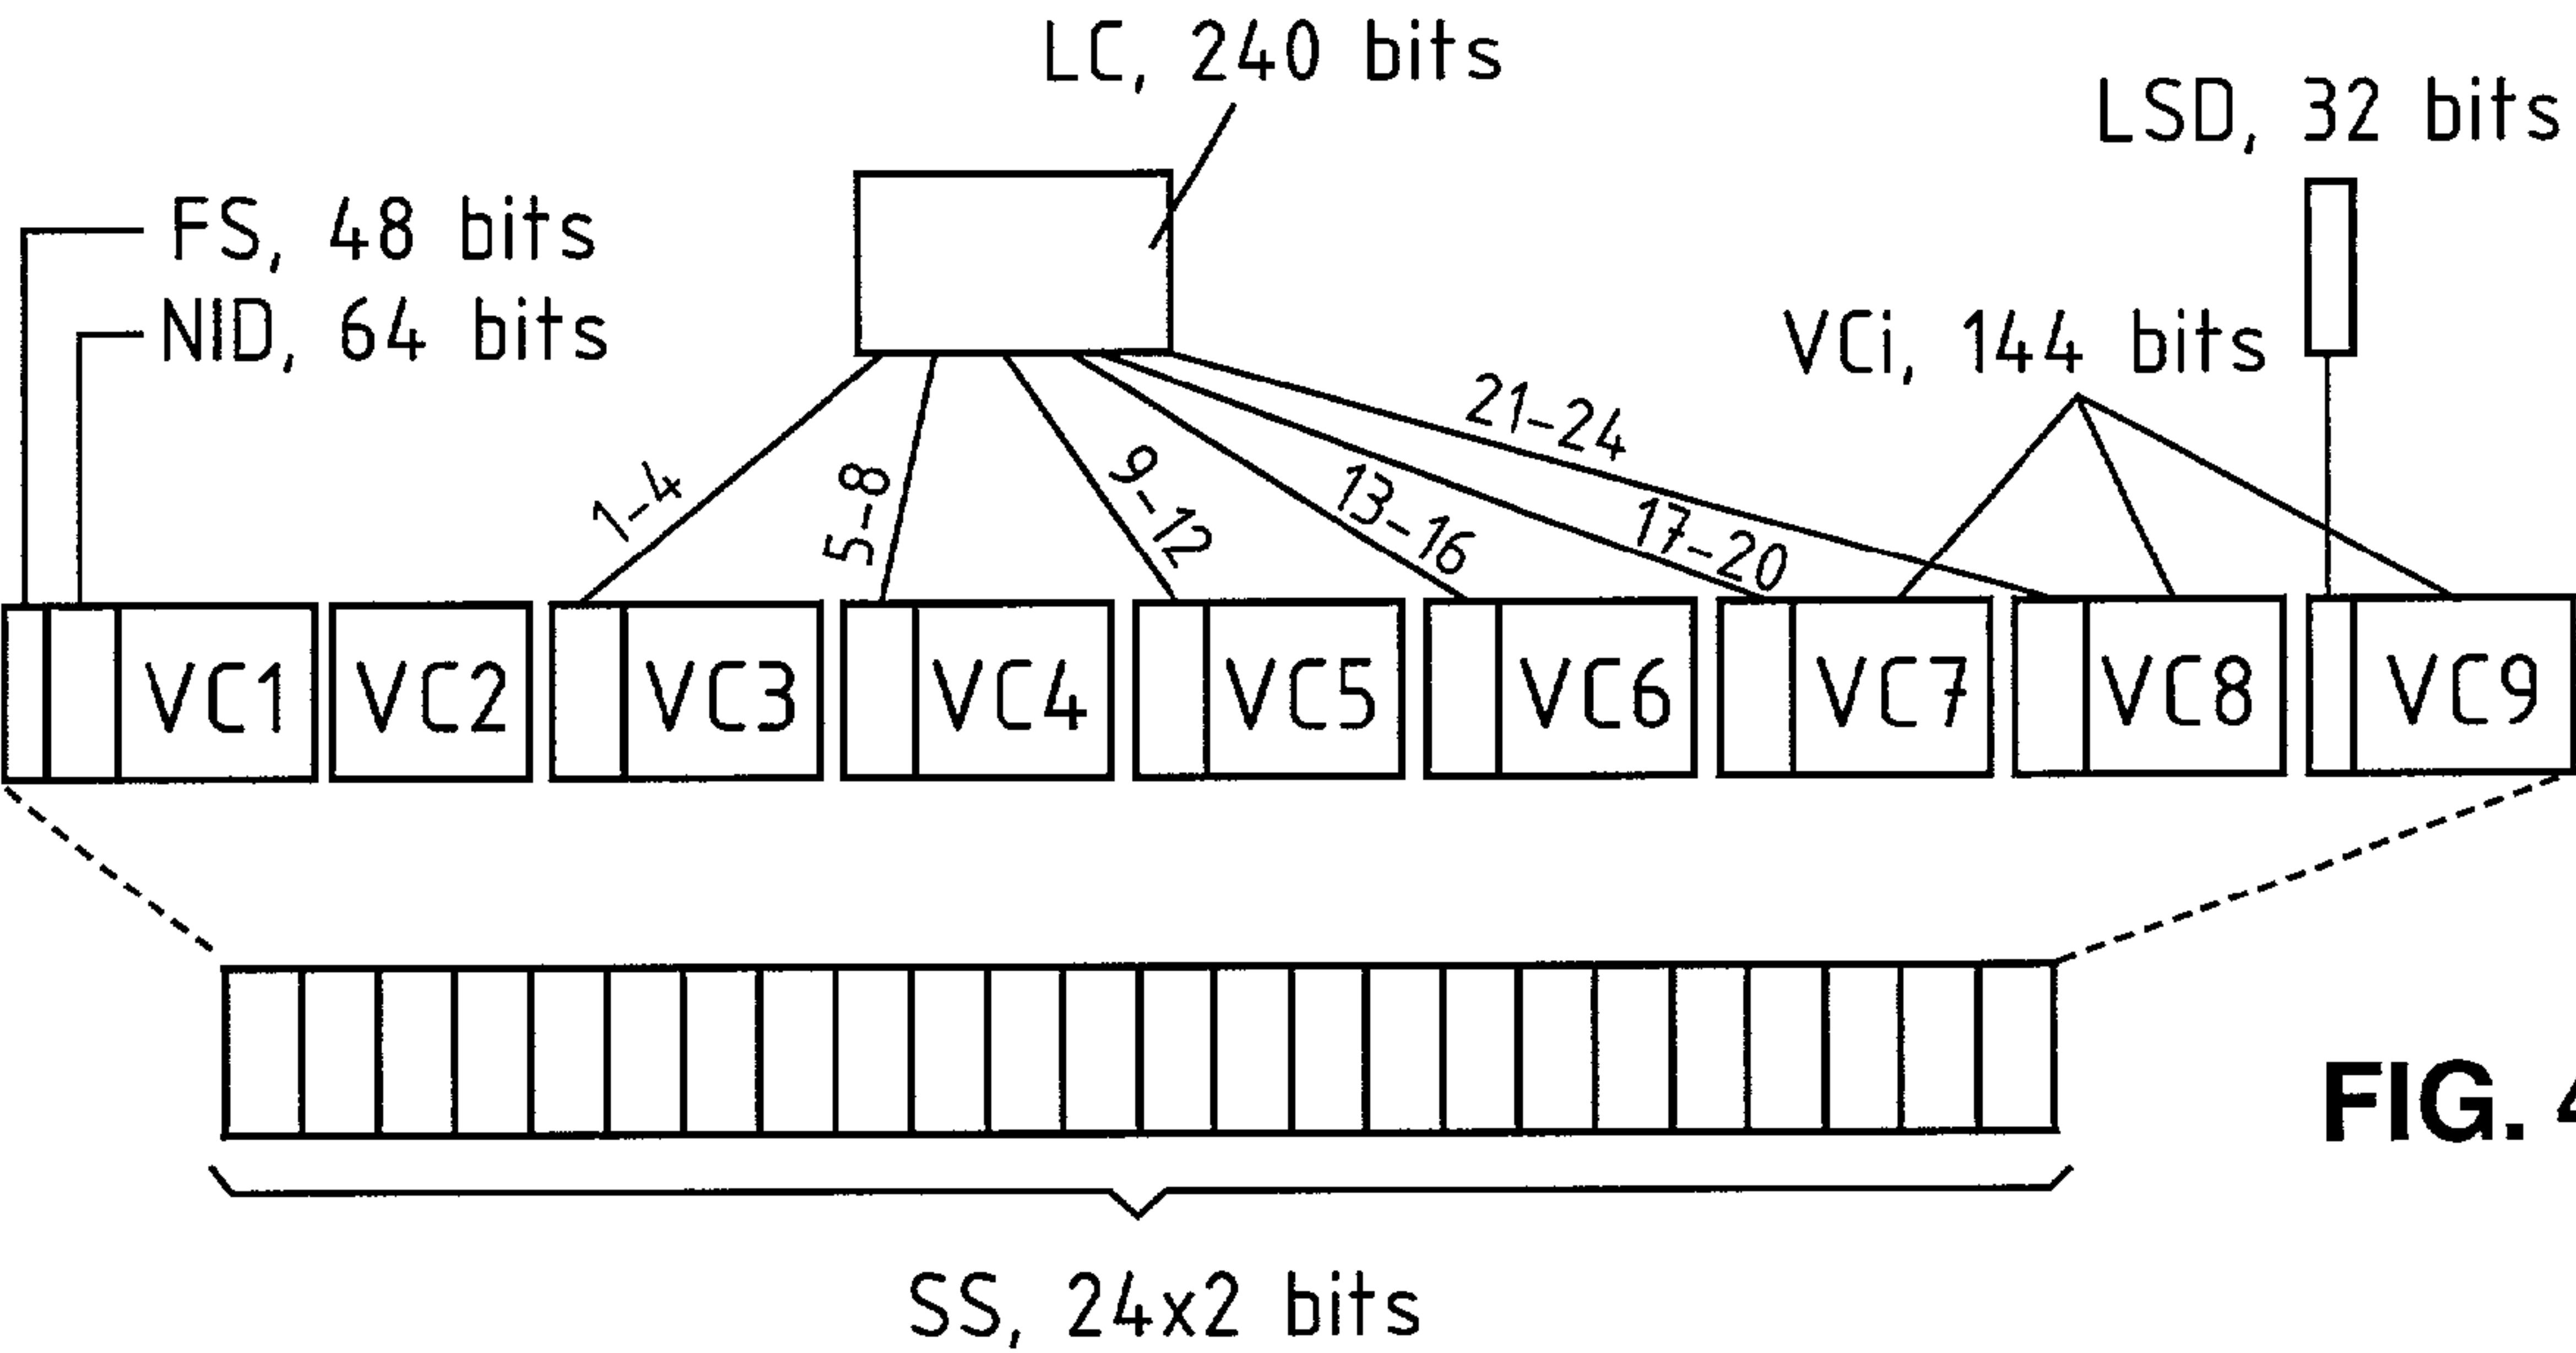 LC, 240 bits
LSD, 32 bits
FS, 48 bits
NID, 64 bits
VCi, 144 bits
21-24
1-4
5-8
9-12
13-16
17-20
VC1 VC2 VC3 VC4 VC5 VC6 VC7 VC8 VC9
FIG. 4
SS, 24x2 bits